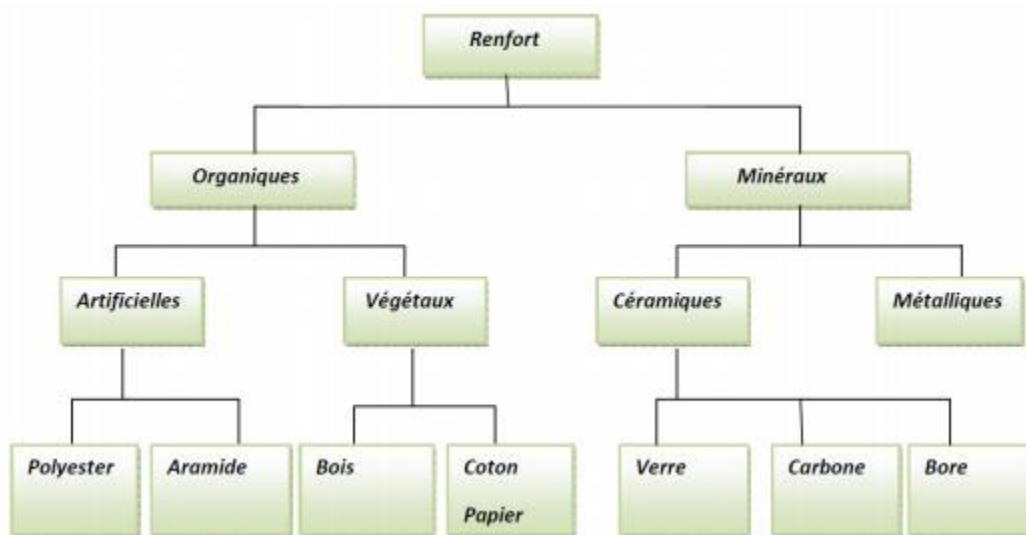 Renfort
Organiques
Minéraux
Artificielles
Végétaux
Céramiques
Métalliques
Polyester
Aramide
Bois
Coton
Papier
Verre
Carbone
Bore